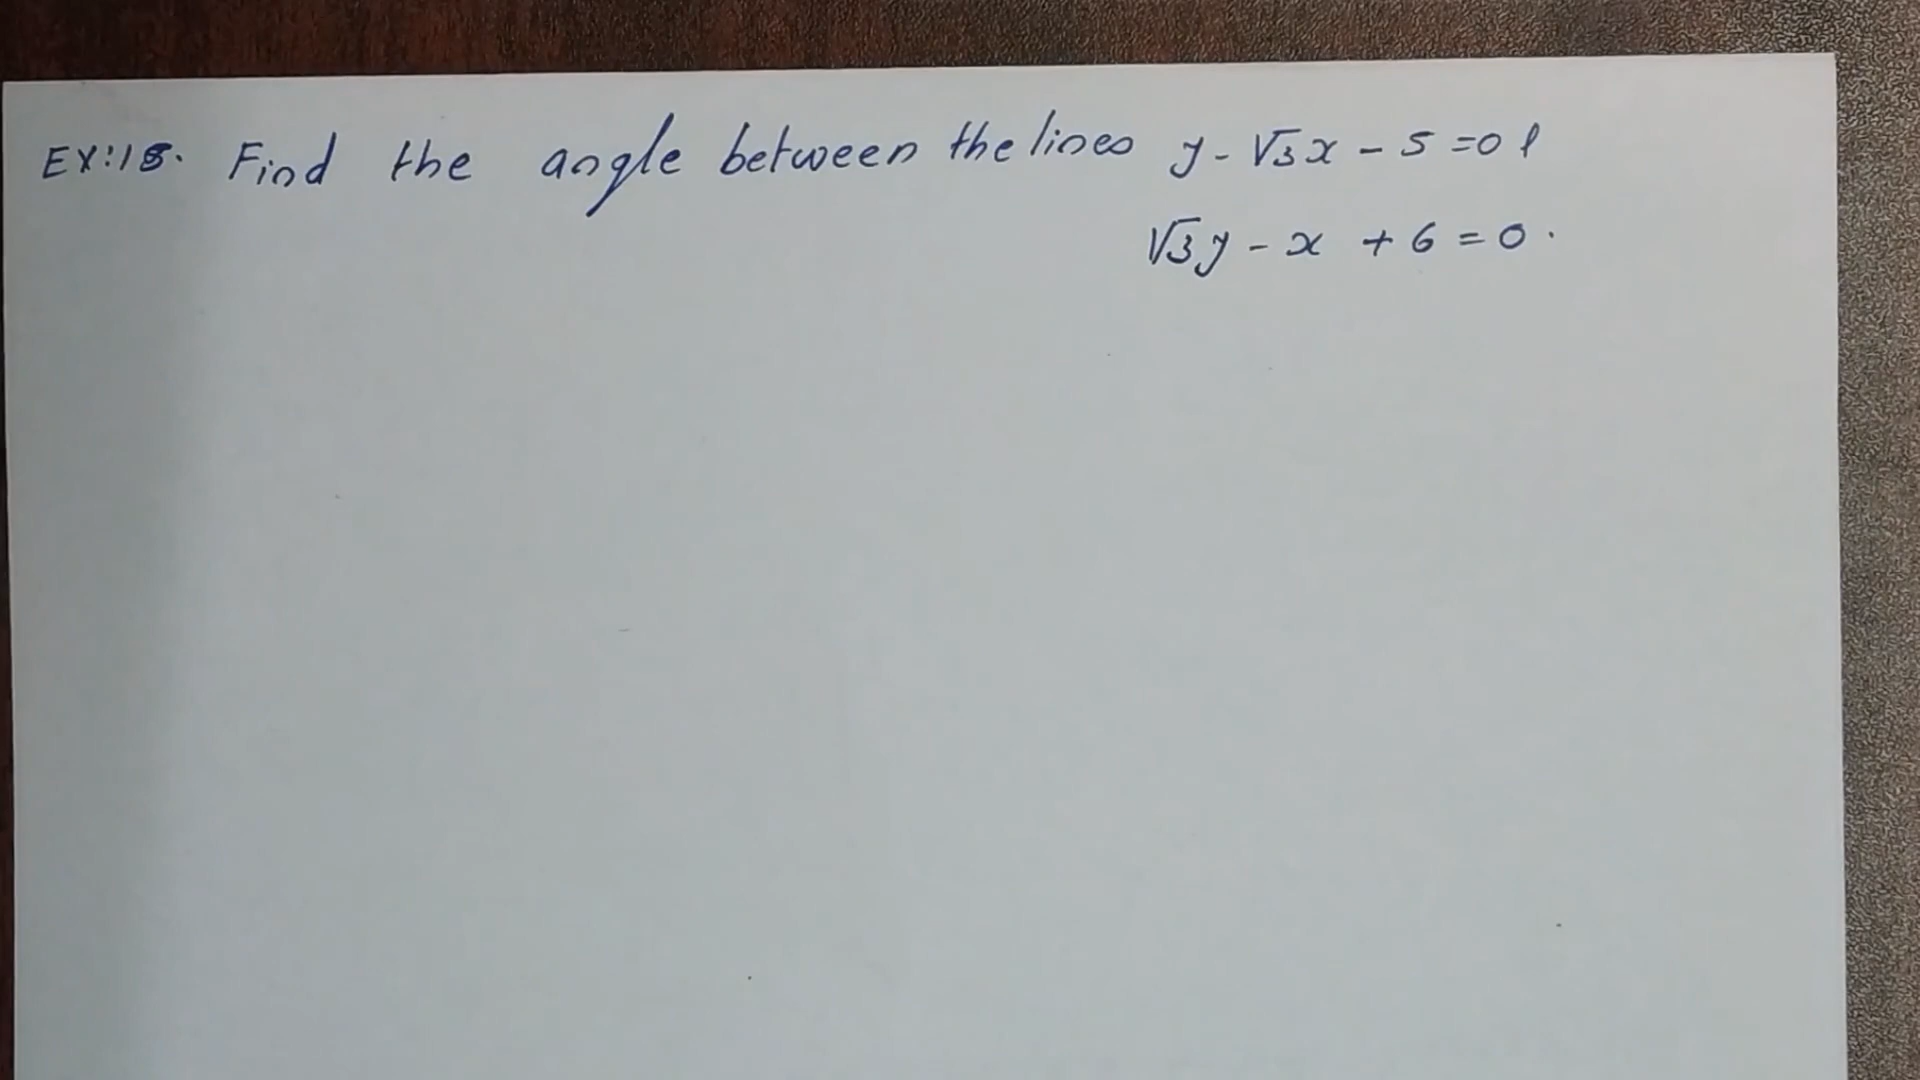 EX:18. Find the angle between the lines y - √3x - 5 = 0 &
√3y - x + 6 = 0.